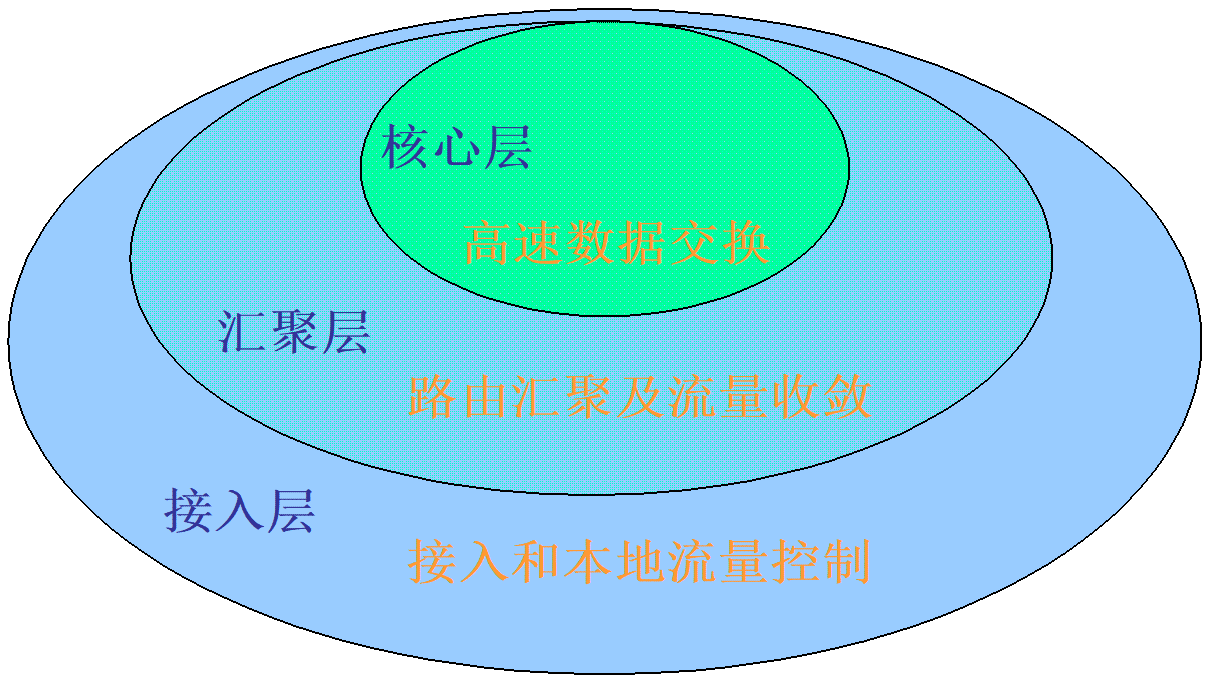 核心层
高速数据交换
汇聚层
路由汇聚及流量收敛
接入层
接入和本地流量控制